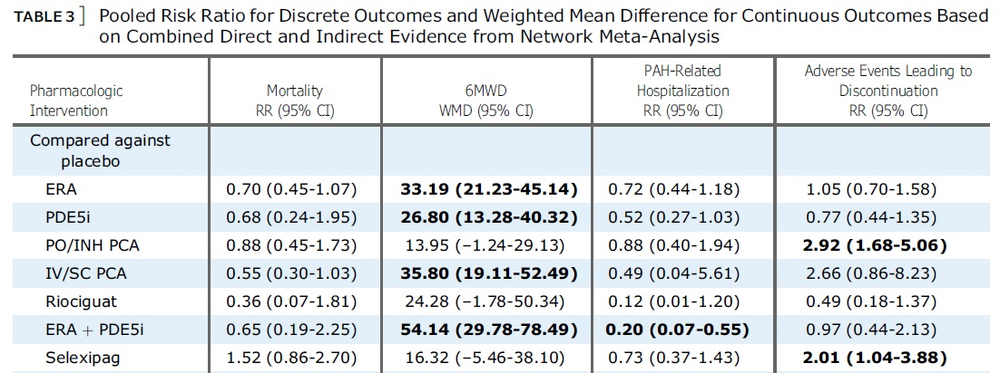 TABLE 3 ] Pooled Risk Ratio for Discrete Outcomes and Weighted Mean Difference for Continuous Outcomes Based
on Combined Direct and Indirect Evidence from Network Meta-Analysis
Pharmacologic Intervention | Mortality RR (95% CI) | 6MWD WMD (95% CI) | PAH-Related Hospitalization RR (95% CI) | Adverse Events Leading to Discontinuation RR (95% CI)
Compared against placebo
ERA 0.70 (0.45-1.07) 33.19 (21.23-45.14) 0.72 (0.44-1.18) 1.05 (0.70-1.58)
PDE5i 0.68 (0.24-1.95) 26.80 (13.28-40.32) 0.52 (0.27-1.03) 0.77 (0.44-1.35)
PO/INH PCA 0.88 (0.45-1.73) 13.95 (−1.24-29.13) 0.88 (0.40-1.94) 2.92 (1.68-5.06)
IV/SC PCA 0.55 (0.30-1.03) 35.80 (19.11-52.49) 0.49 (0.04-5.61) 2.66 (0.86-8.23)
Riociguat 0.36 (0.07-1.81) 24.28 (−1.78-50.34) 0.12 (0.01-1.20) 0.49 (0.18-1.37)
ERA + PDE5i 0.65 (0.19-2.25) 54.14 (29.78-78.49) 0.20 (0.07-0.55) 0.97 (0.44-2.13)
Selexipag 1.52 (0.86-2.70) 16.32 (−5.46-38.10) 0.73 (0.37-1.43) 2.01 (1.04-3.88)